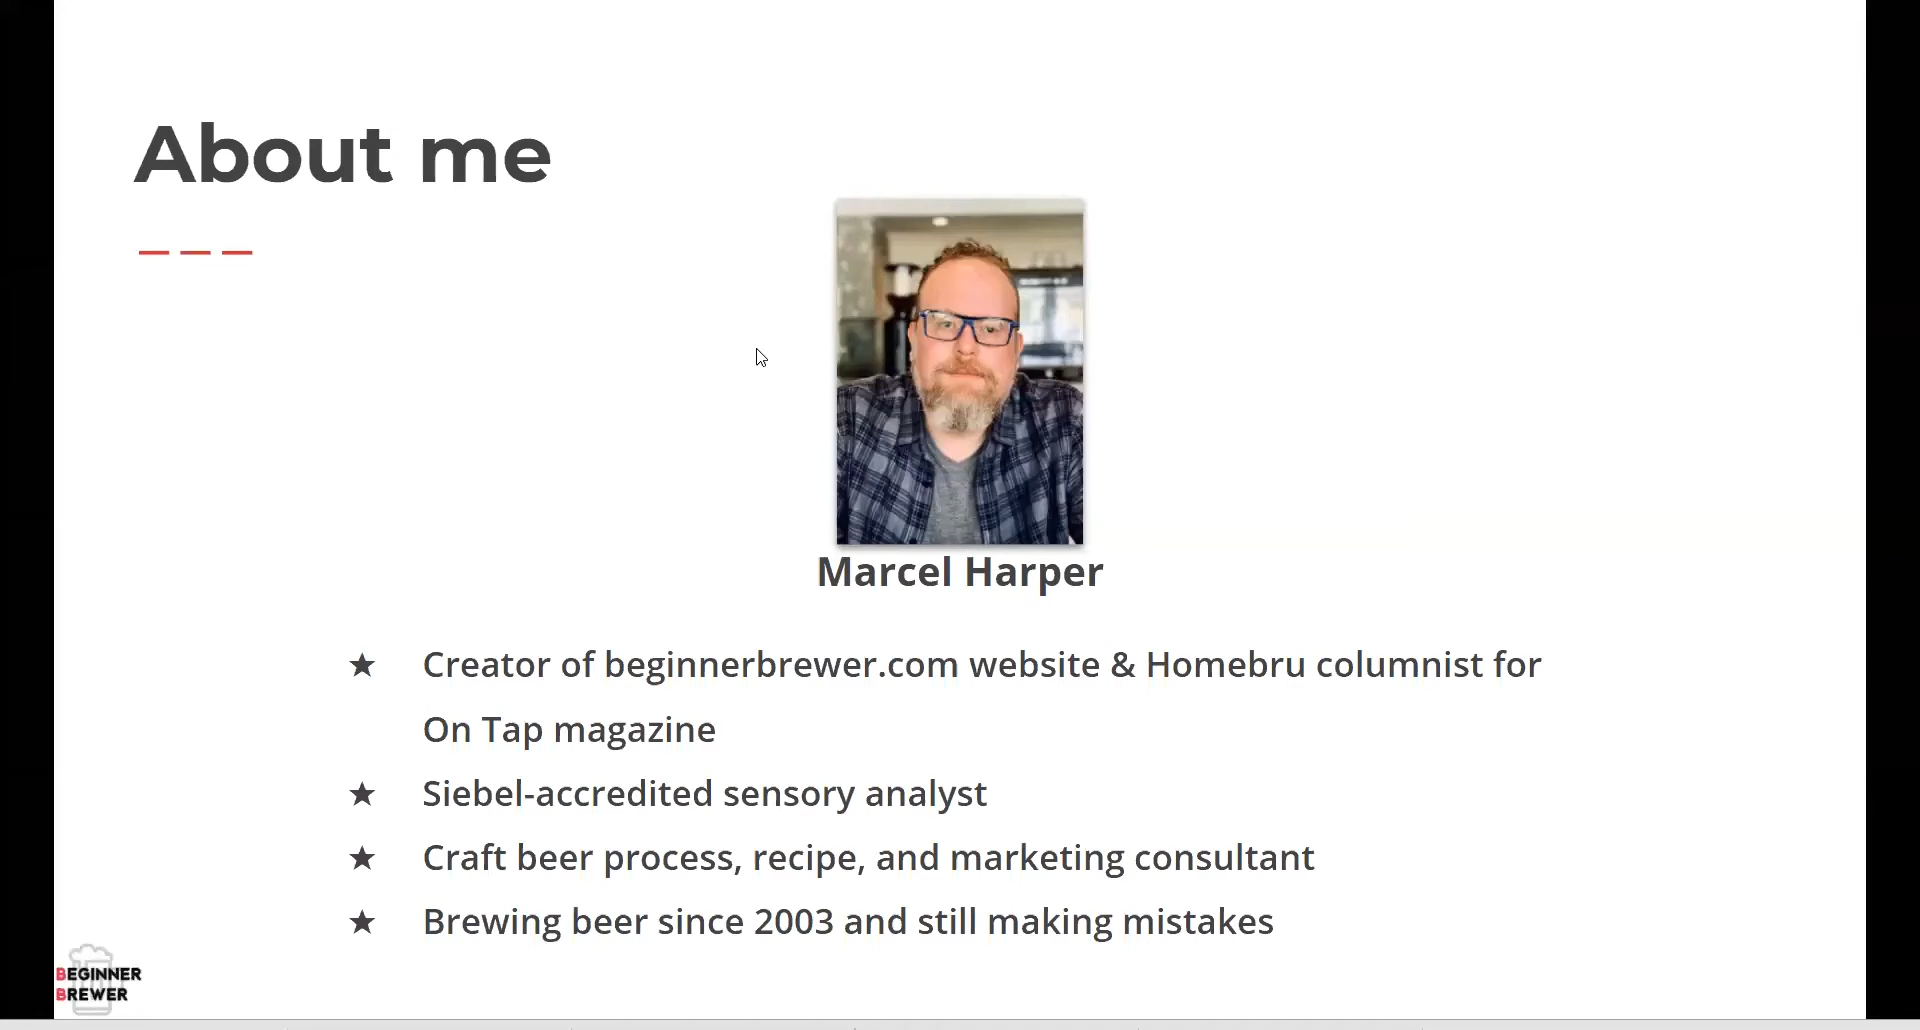 About me
Marcel Harper
★ Creator of beginnerbrewer.com website & Homebru columnist for
On Tap magazine
★ Siebel-accredited sensory analyst
★ Craft beer process, recipe, and marketing consultant
★ Brewing beer since 2003 and still making mistakes
BEGINNER
BREWER